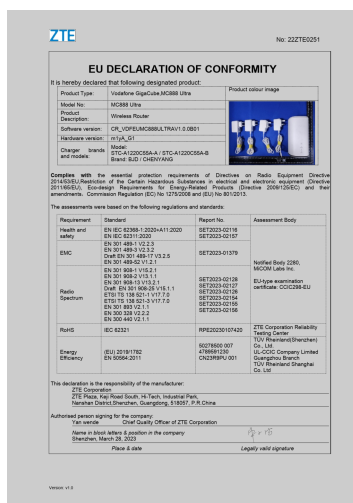 ZTE
No: 22ZTE0251
EU DECLARATION OF CONFORMITY
It is hereby declared that following designated product:
Product Type: Vodafone GigaCube,MC888 Ultra
Product colour image
Model No: MC888 Ultra
Product Description: Wireless Router
Software version: CR_VDFEUMC888ULTRAV1.0.0B01
Hardware version: m1yA_G1
Charger brands and models:
Model:
STC-A1220C55A-A / STC-A1220C55A-B
Brand: BJD / CHENYANG
Complies with the essential protection requirements of Directives on Radio Equipment Directive
2014/53/EU,Restriction of the Certain Hazardous Substances in electrical and electronic equipment (Directive
2011/65/EU), Eco-design Requirements for Energy-Related Products (Directive 2009/125/EC) and their
amendments. Commission Regulation (EC) No 1275/2008 and (EU) No 801/2013.
The assessments were based on the following regulations and standards:
Requirement Standard Report No. Assessment Body
Health and safety
EN IEC 62368-1:2020+A11:2020
EN IEC 62311:2020
SET2023-02116
SET2023-02157
EMC
EN 301 489-1 V2.2.3
EN 301 489-3 V2.3.2
Draft EN 301 489-17 V3.2.5
EN 301 489-52 V1.2.1
SET2023-01379
Radio Spectrum
EN 301 908-1 V15.2.1
EN 301 908-2 V13.1.1
EN 301 908-13 V13.2.1
Draft EN 301 908-25 V15.1.1
ETSI TS 138 521-1 V17.7.0
ETSI TS 138 521-3 V17.7.0
EN 301 893 V2.1.1
EN 300 328 V2.2.2
EN 300 440 V2.1.1
SET2023-02128
SET2023-02127
SET2023-02126
SET2023-02154
SET2023-02155
SET2023-02156
Notified Body 2280,
MiCOM Labs Inc.
EU-type examination
certificate: CCIC298-EU
RoHS IEC 62321 RPE20230107420
ZTE Corporation Reliability
Testing Center
Energy Efficiency
(EU) 2019/1782
EN 50564:2011
50278500 007
4789591230
CN23R9PU 001
TÜV Rheinland(Shenzhen)
Co., Ltd.
UL-CCIC Company Limited
Guangzhou Branch
TÜV Rheinland Shanghai
Co. Ltd
This declaration is the responsibility of the manufacturer:
ZTE Corporation
ZTE Plaza, Keji Road South, Hi-Tech, Industrial Park,
Nanshan District,Shenzhen, Guangdong, 518057, P.R.China
Authorised person signing for the company:
Yan wende Chief Quality Officer of ZTE Corporation
Name in block letters & position in the company
Shenzhen, March 28, 2023
Place & date
Legally valid signature
Version: v1.0